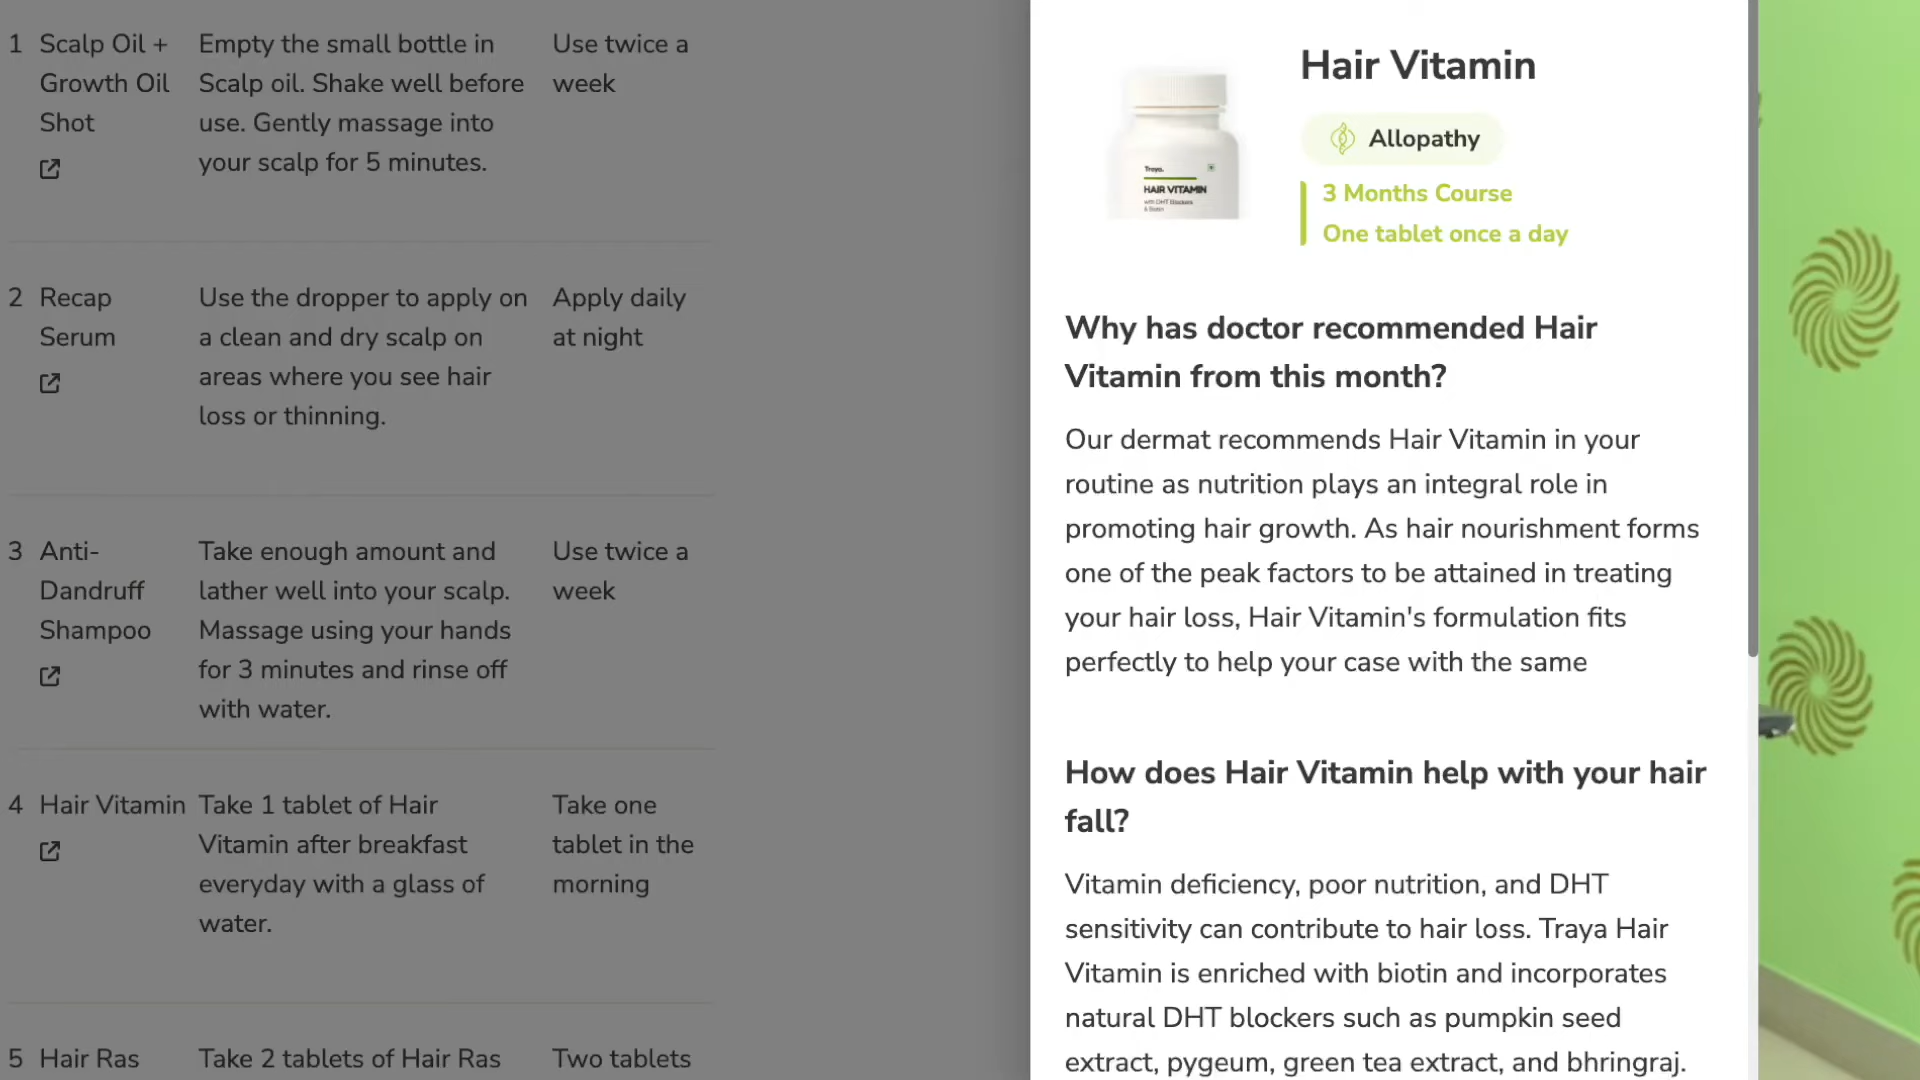 1 Scalp Oil + Growth Oil Shot
Empty the small bottle in
Scalp oil. Shake well before
use. Gently massage into
your scalp for 5 minutes.
Use twice a
week
2 Recap
Serum
Use the dropper to apply on
a clean and dry scalp on
areas where you see hair
loss or thinning.
Apply daily
at night
3 Anti-
Dandruff
Shampoo
Take enough amount and
lather well into your scalp.
Massage using your hands
for 3 minutes and rinse off
with water.
Use twice a
week
4 Hair Vitamin
Take 1 tablet of Hair
Vitamin after breakfast
everyday with a glass of
water.
Take one
tablet in the
morning
5 Hair Ras
Take 2 tablets of Hair Ras
Two tablets
Traya.
HAIR VITAMIN
with DHT Blockers
& Biotin
Hair Vitamin
Allopathy
3 Months Course
One tablet once a day
Why has doctor recommended Hair
Vitamin from this month?
Our dermat recommends Hair Vitamin in your
routine as nutrition plays an integral role in
promoting hair growth. As hair nourishment forms
one of the peak factors to be attained in treating
your hair loss, Hair Vitamin's formulation fits
perfectly to help your case with the same
How does Hair Vitamin help with your hair
fall?
Vitamin deficiency, poor nutrition, and DHT
sensitivity can contribute to hair loss. Traya Hair
Vitamin is enriched with biotin and incorporates
natural DHT blockers such as pumpkin seed
extract, pygeum, green tea extract, and bhringraj.